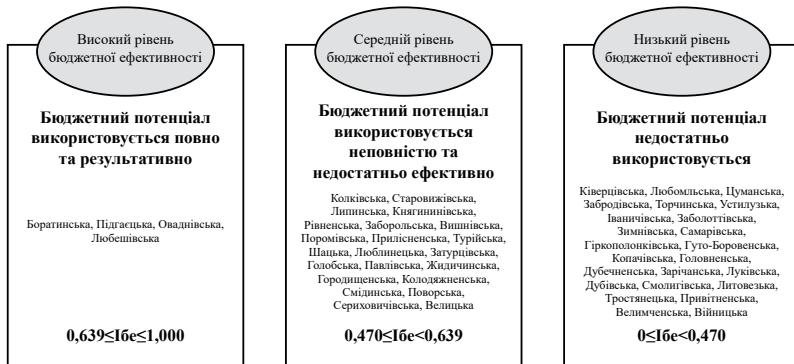 Високий рівень
бюджетної ефективності
Бюджетний потенціал
використовується повно
та результативно
Боратинська, Підгаєцька, Оваднівська,
Любешівська
0,639≤Ібе≤1,000
Середній рівень
бюджетної ефективності
Бюджетний потенціал
використовується
неповністю та
недостатньо ефективно
Колківська, Старовижівська,
Липинська, Княгининівська,
Рівненська, Заборольська, Вишнівська,
Поромівська, Прилісненська, Турійська,
Шацька, Люблинецька, Затурцівська,
Голобська, Павлівська, Жидичинська,
Городищенська, Колодяжненська,
Смідинська, Поворська,
Сериховичівська, Велицька
0,470≤Ібе<0,639
Низький рівень
бюджетної ефективності
Бюджетний потенціал
недостатньо
використовується
Ківерцівська, Любомльська, Цуманська,
Забродівська, Торчинська, Устилузька,
Іваничівська, Заболоттівська,
Зимнівська, Самарівська,
Гіркополонківська, Гуто-Боровенська,
Копачівська, Головненська,
Дубечненська, Зарічанська, Луківська,
Дубівська, Смолигівська, Литовезька,
Тростянецька, Привітненська,
Велимченська, Війницька
0≤Ібе<0,470